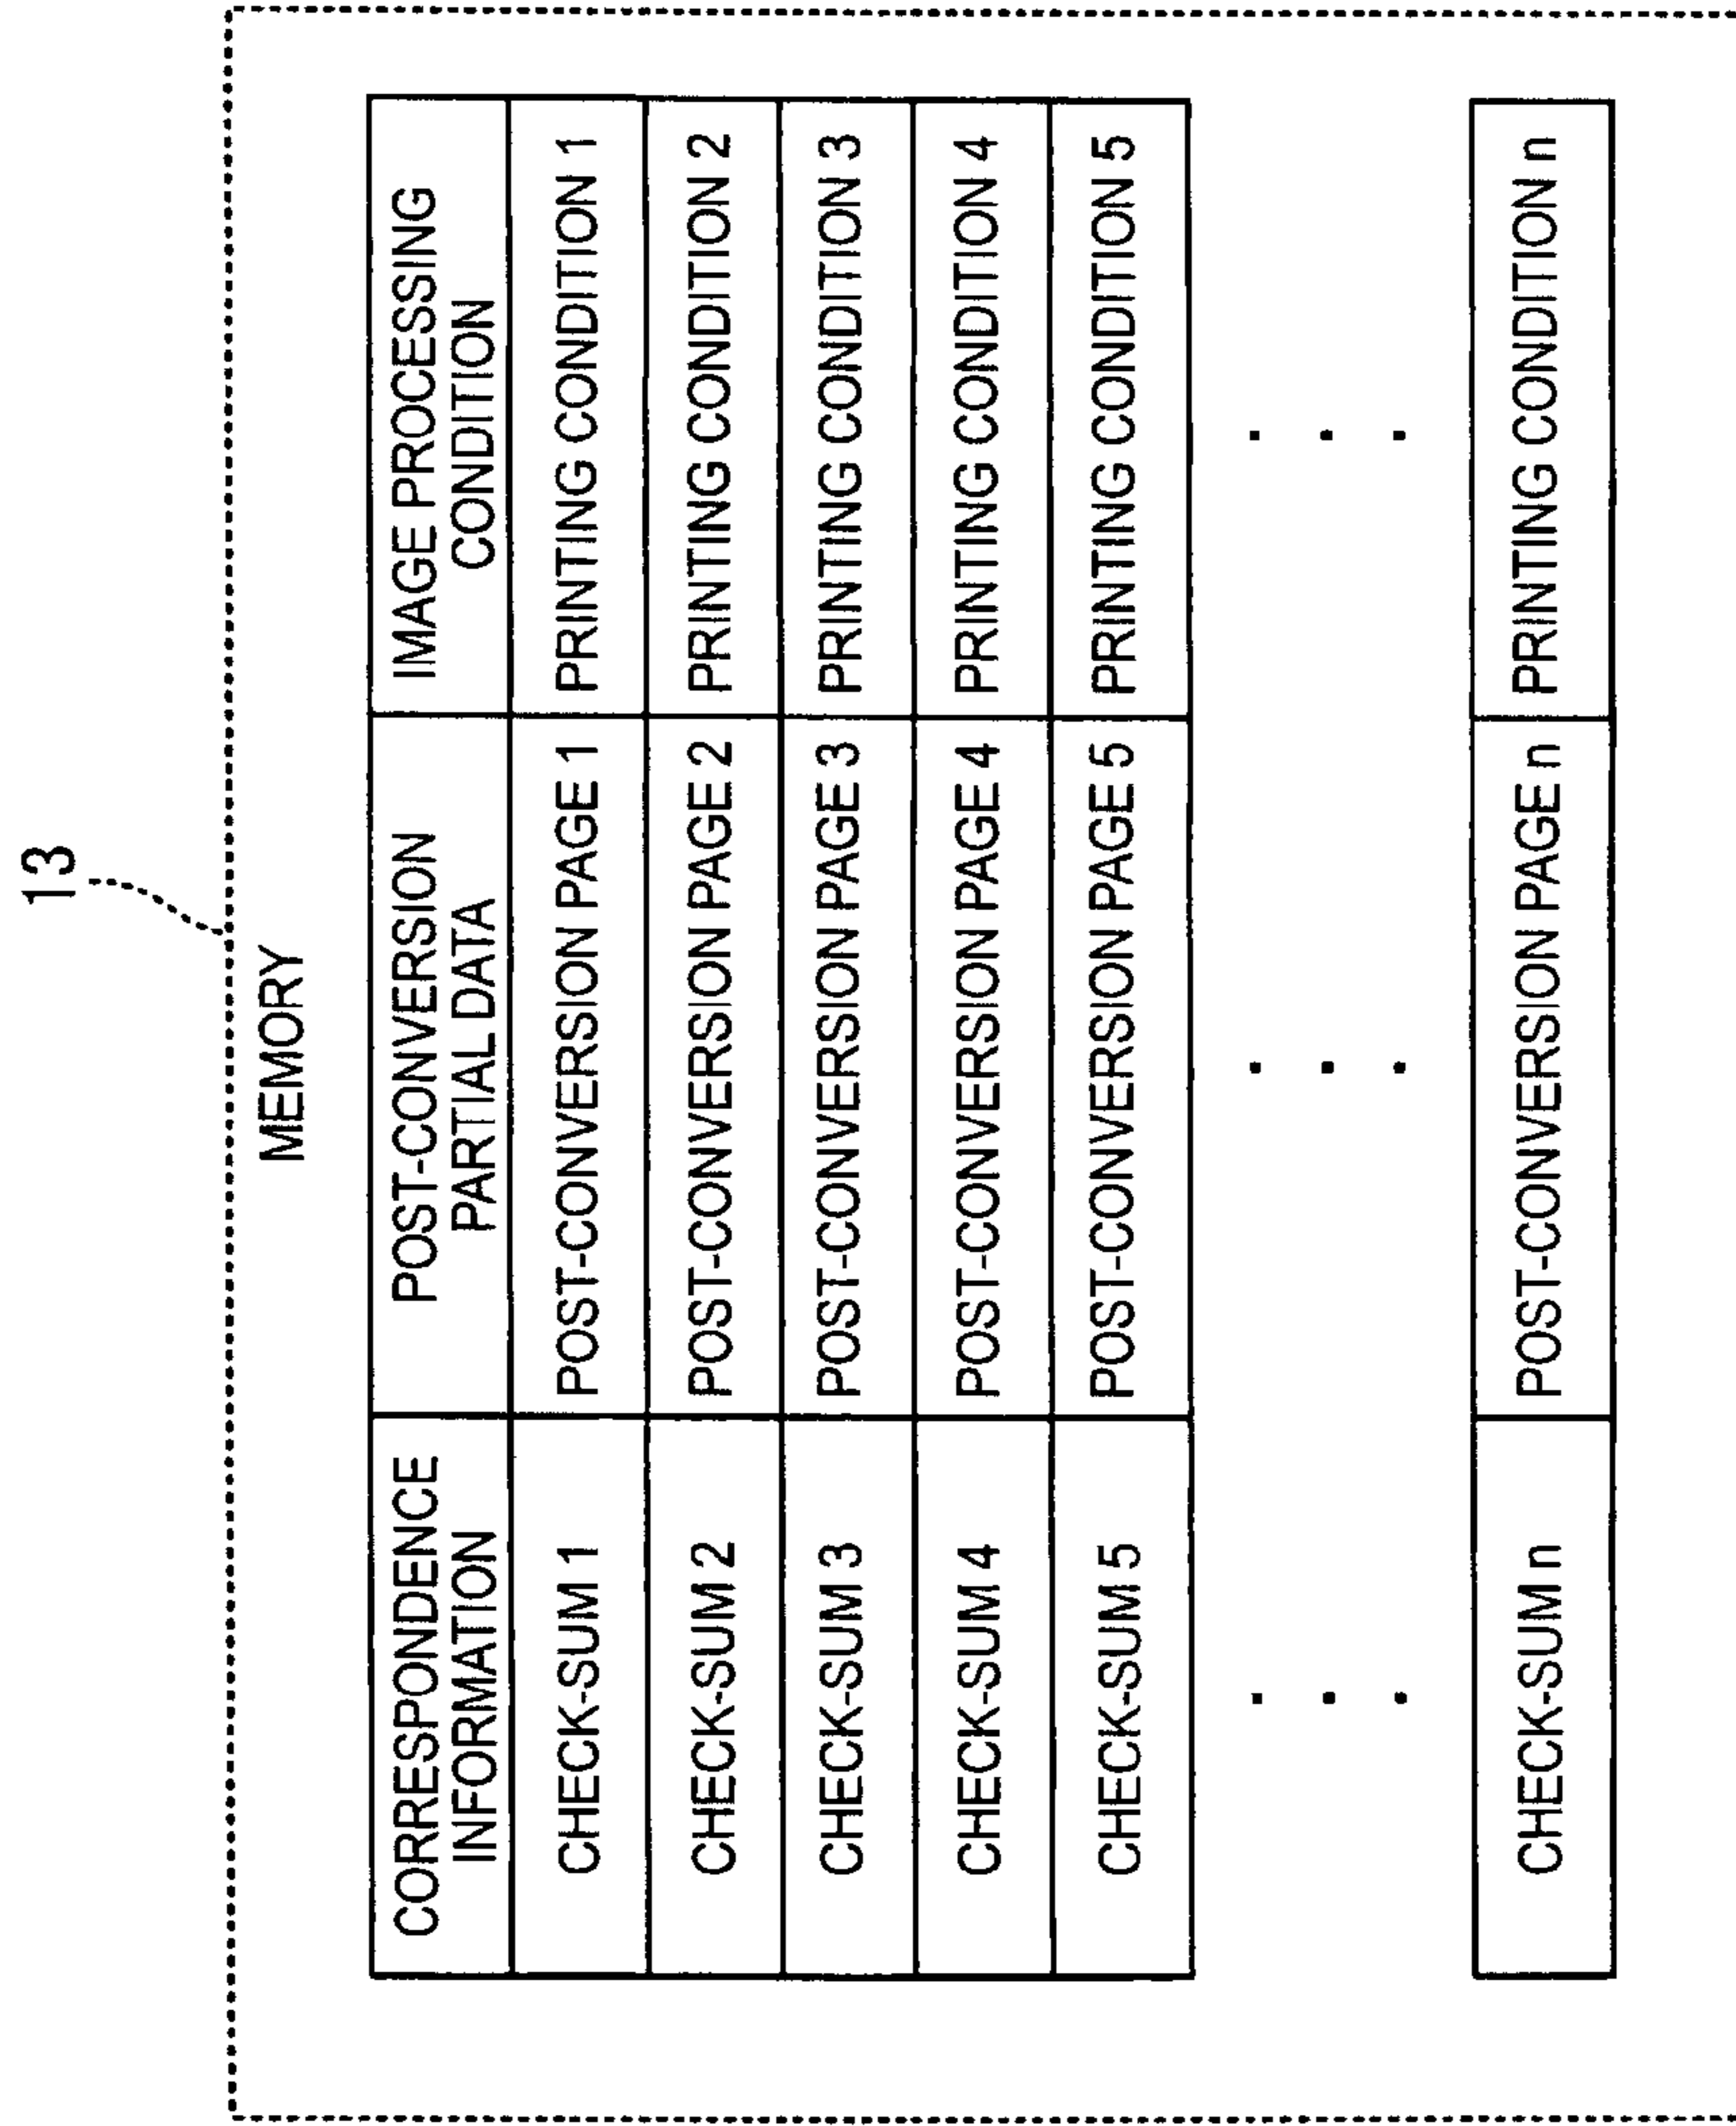 13
MEMORY
CORRESPONDENCE INFORMATION POST-CONVERSION PARTIAL DATA IMAGE PROCESSING CONDITION
CHECK-SUM 1 POST-CONVERSION PAGE 1 PRINTING CONDITION 1
CHECK-SUM 2 POST-CONVERSION PAGE 2 PRINTING CONDITION 2
CHECK-SUM 3 POST-CONVERSION PAGE 3 PRINTING CONDITION 3
CHECK-SUM 4 POST-CONVERSION PAGE 4 PRINTING CONDITION 4
CHECK-SUM 5 POST-CONVERSION PAGE 5 PRINTING CONDITION 5
. . . . . . . . .
CHECK-SUM n POST-CONVERSION PAGE n PRINTING CONDITION n